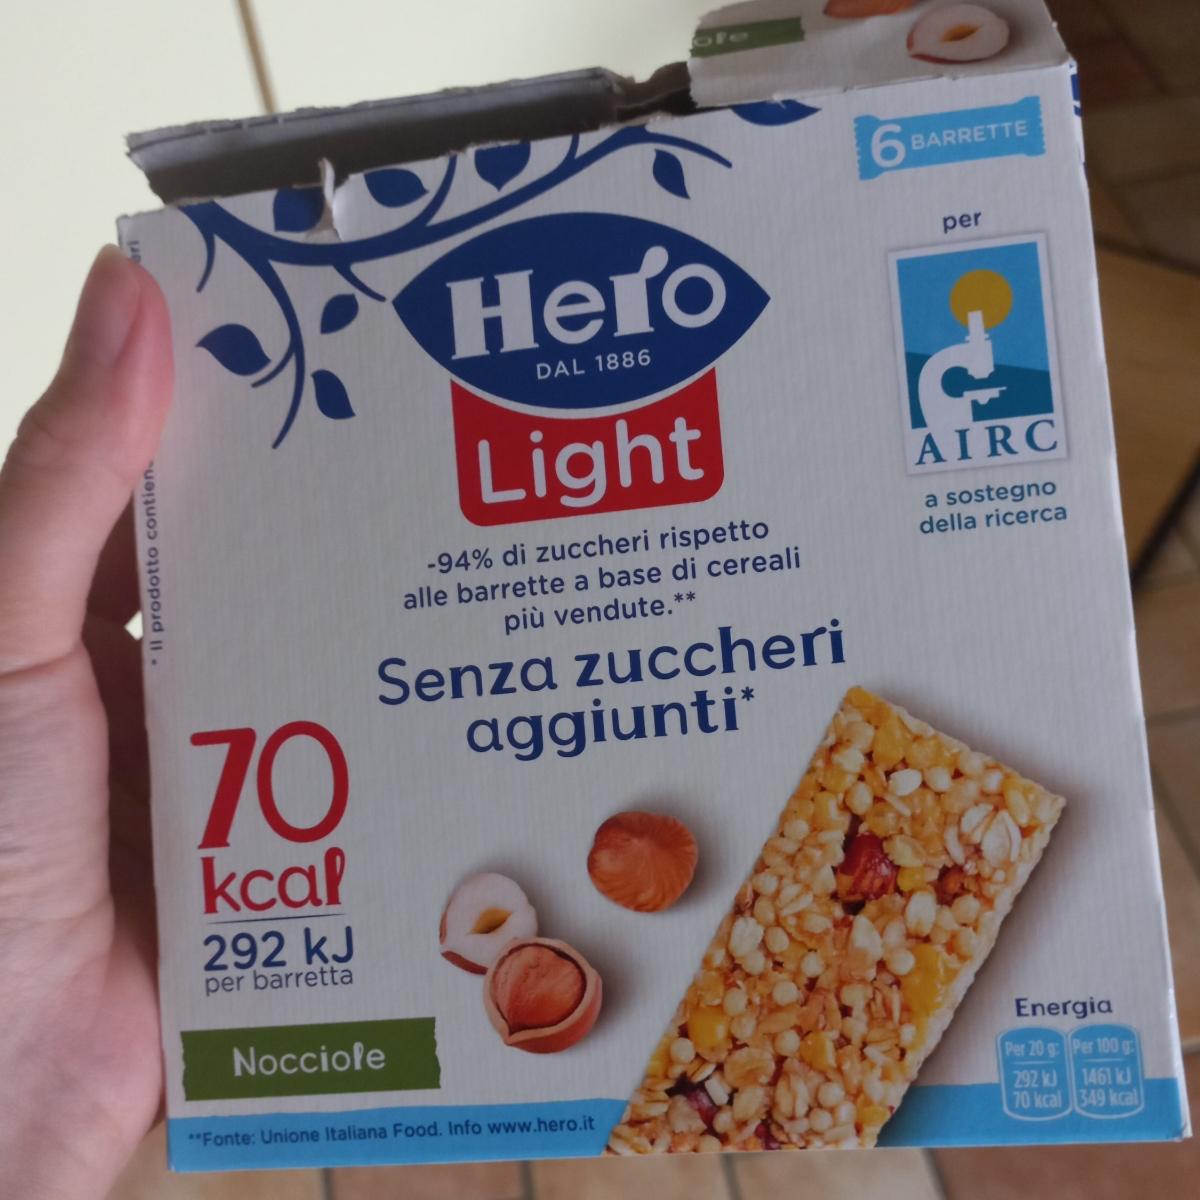 ole
6 BARRETTE
per
AIRC
a sostegno
della ricerca
Hero
DAL 1886
Light
-94% di zuccheri rispetto
alle barrette a base di cereali
più vendute.**
Senza zuccheri
aggiunti*
70
kcal
292 kJ
per barretta
Nocciole
Energia
Per 20 g: Per 100 g:
292 kJ 1461 kJ
70 kcal 349 kcal
**Fonte: Unione Italiana Food. Info www.hero.it
* Il prodotto contiene